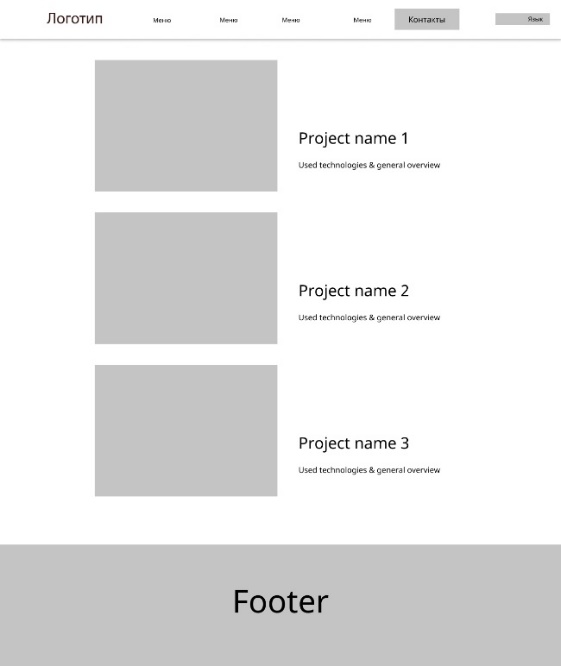 Логотип Меню Меню Меню Меню Контакты Язык
Project name 1
Used technologies & general overview
Project name 2
Used technologies & general overview
Project name 3
Used technologies & general overview
Footer